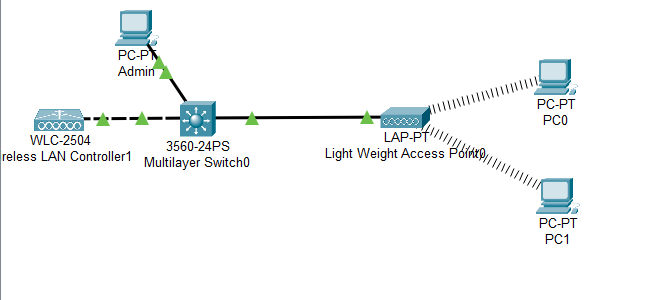 PC-PT
Admin
WLC-2504
reless LAN Controller1
3560-24PS
Multilayer Switch0
LAP-PT
Light Weight Access Point0
PC-PT
PC0
PC-PT
PC1